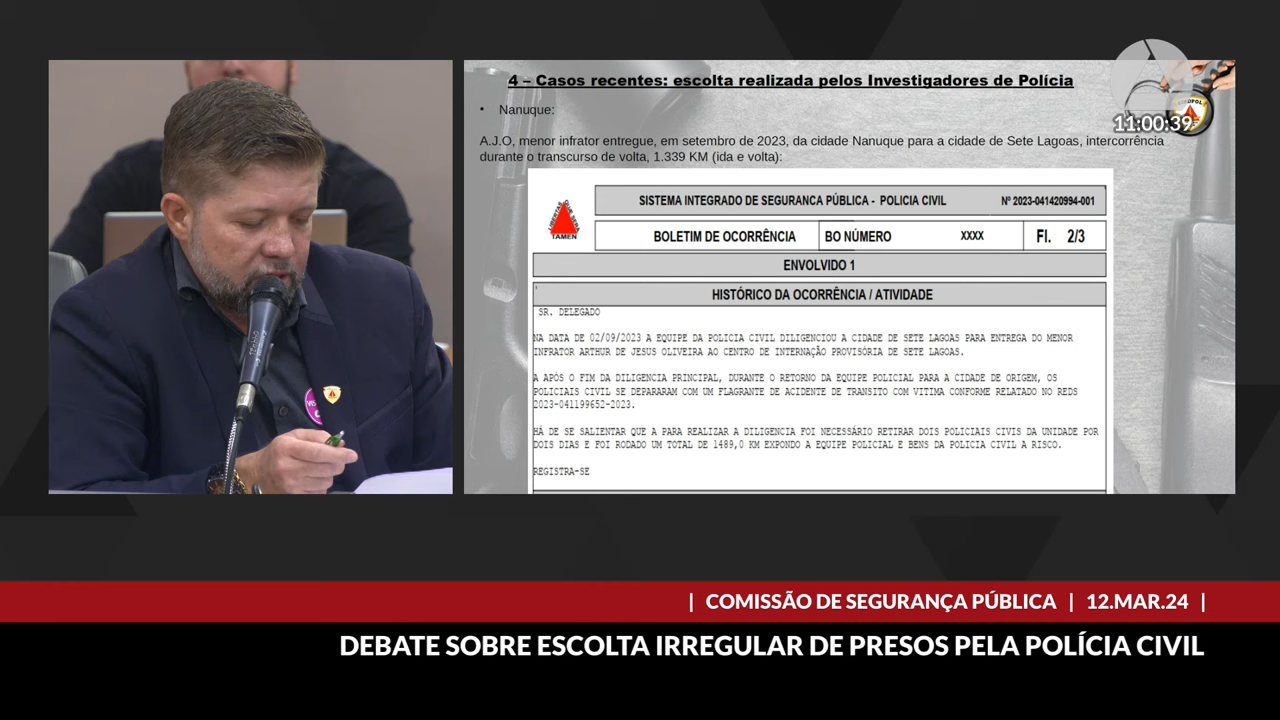 4 – Casos recentes: escolta realizada pelos Investigadores de Polícia
• Nanuque:
11:00:39
A.J.O, menor infrator entregue, em setembro de 2023, da cidade Nanuque para a cidade de Sete Lagoas, intercorrência
durante o transcurso de volta, 1.339 KM (ida e volta):
SISTEMA INTEGRADO DE SEGURANCA PÚBLICA - POLICIA CIVIL Nº 2023-041420994-001
TAMEN
BOLETIM DE OCORRÊNCIA BO NÚMERO XXXX Fl. 2/3
ENVOLVIDO 1
HISTÓRICO DA OCORRÊNCIA / ATIVIDADE
SR. DELEGADO
NA DATA DE 02/09/2023 A EQUIPE DA POLICIA CIVIL DILIGENCIOU A CIDADE DE SETE LAGOAS PARA ENTREGA DO MENOR
INFRATOR ARTHUR DE JESUS OLIVEIRA AO CENTRO DE INTERNAÇÃO PROVISÓRIA DE SETE LAGOAS.
A APÓS O FIM DA DILIGENCIA PRINCIPAL, DURANTE O RETORNO DA EQUIPE POLICIAL PARA A CIDADE DE ORIGEM, OS
POLICIAIS CIVIL SE DEPARARAM COM UM FLAGRANTE DE ACIDENTE DE TRANSITO COM VITIMA CONFORME RELATADO NO REDS
2023-041199652-2023.
HÁ DE SE SALIENTAR QUE A PARA REALIZAR A DILIGENCIA FOI NECESSÁRIO RETIRAR DOIS POLICIAIS CIVIS DA UNIDADE POR
DOIS DIAS E FOI RODADO UM TOTAL DE 1489,0 KM EXPONDO A EQUIPE POLICIAL E BENS DA POLICIA CIVIL A RISCO.
REGISTRA-SE
| COMISSÃO DE SEGURANÇA PÚBLICA | 12.MAR.24 |
DEBATE SOBRE ESCOLTA IRREGULAR DE PRESOS PELA POLÍCIA CIVIL